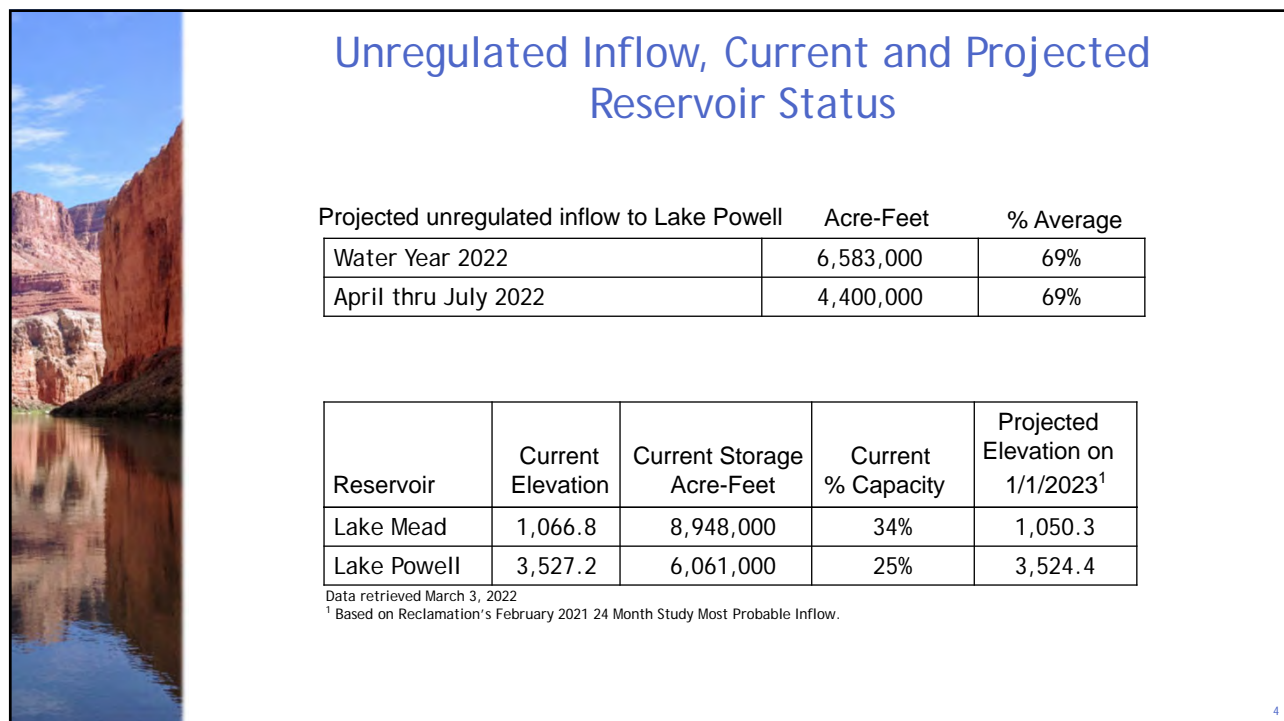 Unregulated Inflow, Current and Projected
Reservoir Status
Projected unregulated inflow to Lake Powell Acre-Feet % Average
Water Year 2022 6,583,000 69%
April thru July 2022 4,400,000 69%
Reservoir Current Elevation Current Storage Acre-Feet Current % Capacity Projected Elevation on 1/1/2023¹
Lake Mead 1,066.8 8,948,000 34% 1,050.3
Lake Powell 3,527.2 6,061,000 25% 3,524.4
Data retrieved March 3, 2022
¹ Based on Reclamation's February 2021 24 Month Study Most Probable Inflow.
4